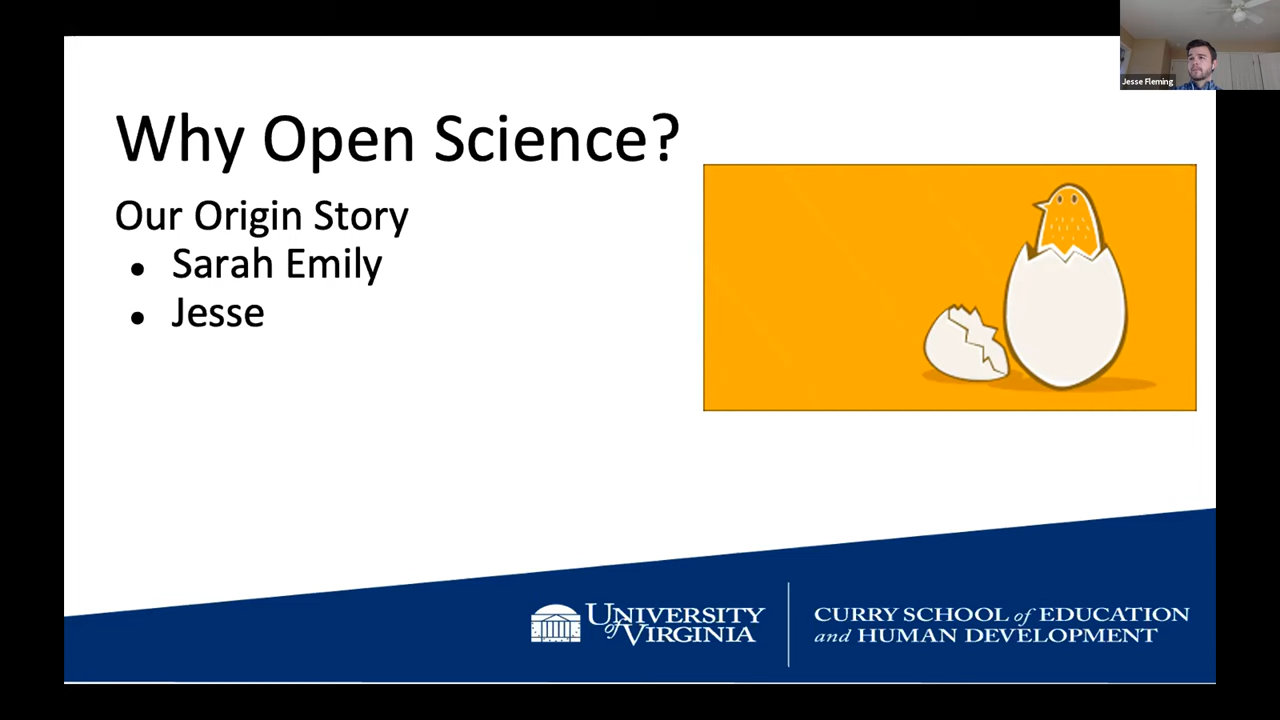 Jesse Fleming
Why Open Science?
Our Origin Story
● Sarah Emily
● Jesse
UNIVERSITY
of VIRGINIA
CURRY SCHOOL of EDUCATION
and HUMAN DEVELOPMENT